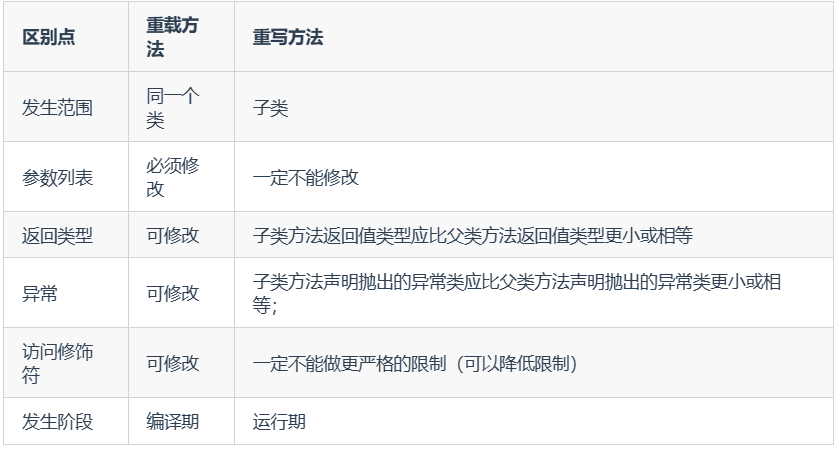 区别点 重载方法 重写方法
发生范围 同一个类 子类
参数列表 必须修改 一定不能修改
返回类型 可修改 子类方法返回值类型应比父类方法返回值类型更小或相等
异常 可修改 子类方法声明抛出的异常类应比父类方法声明抛出的异常类更小或相等；
访问修饰符 可修改 一定不能做更严格的限制（可以降低限制）
发生阶段 编译期 运行期